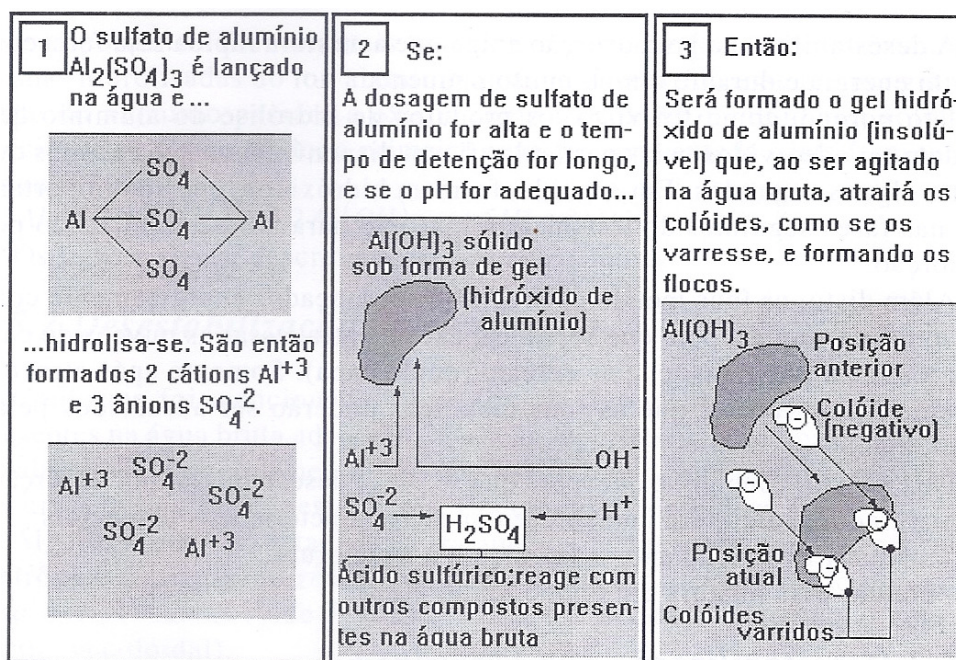 1
O sulfato de alumínio
Al2(SO4)3 é lançado
na água e ...
SO4
Al SO4 Al
SO4
...hidrolisa-se. São então
formados 2 cátions Al+3
e 3 ânions SO4-2.
Al+3 SO4-2
SO4-2
SO4-2
Al+3
2
Se:
A dosagem de sulfato de
alumínio for alta e o tem-
po de detenção for longo,
e se o pH for adequado...
Al(OH)3 sólido
sob forma de gel
(hidróxido de
alumínio)
Al+3 OH-
SO4-2 H2SO4 H+
Ácido sulfúrico;reage com
outros compostos presen-
tes na água bruta
3
Então:
Será formado o gel hidró-
xido de alumínio (insolú-
vel) que, ao ser agitado
na água bruta, atrairá os
colóides, como se os
varresse, e formando os
flocos.
Al(OH)3
Posição
anterior
Colóide
(negativo)
Posição
atual
Colóides
varridos